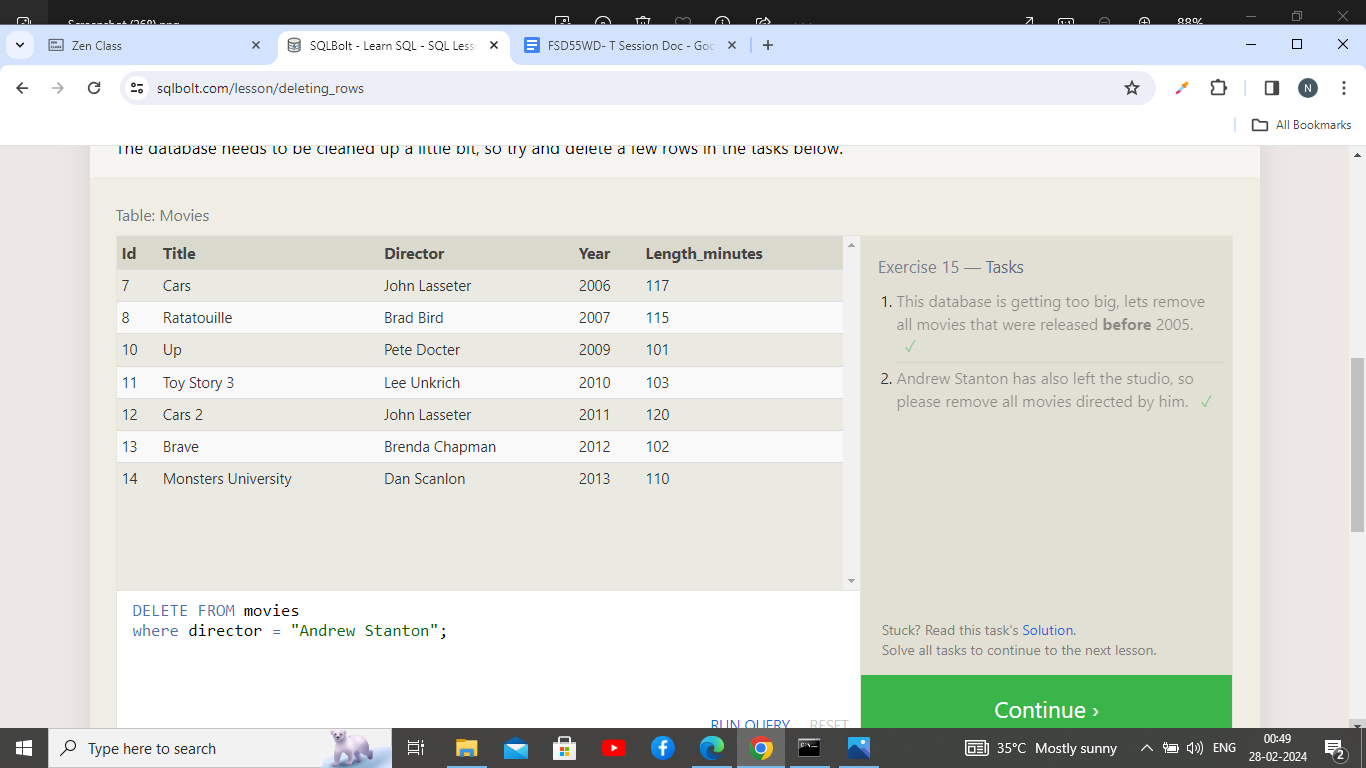 Screenshot (268).png
88%
Zen Class
SQLBolt - Learn SQL - SQL Less
FSD55WD- T Session Doc - Goo
sqlbolt.com/lesson/deleting_rows
N
All Bookmarks
The database needs to be cleaned up a little bit, so try and delete a few rows in the tasks below.
Table: Movies
Id Title Director Year Length_minutes
7 Cars John Lasseter 2006 117
8 Ratatouille Brad Bird 2007 115
10 Up Pete Docter 2009 101
11 Toy Story 3 Lee Unkrich 2010 103
12 Cars 2 John Lasseter 2011 120
13 Brave Brenda Chapman 2012 102
14 Monsters University Dan Scanlon 2013 110
Exercise 15 — Tasks
1. This database is getting too big, lets remove
all movies that were released before 2005.
✓
2. Andrew Stanton has also left the studio, so
please remove all movies directed by him. ✓
DELETE FROM movies
where director = "Andrew Stanton";
RUN QUERY RESET
Stuck? Read this task's Solution.
Solve all tasks to continue to the next lesson.
Continue ›
Type here to search
35°C Mostly sunny
ENG
00:49
28-02-2024
2